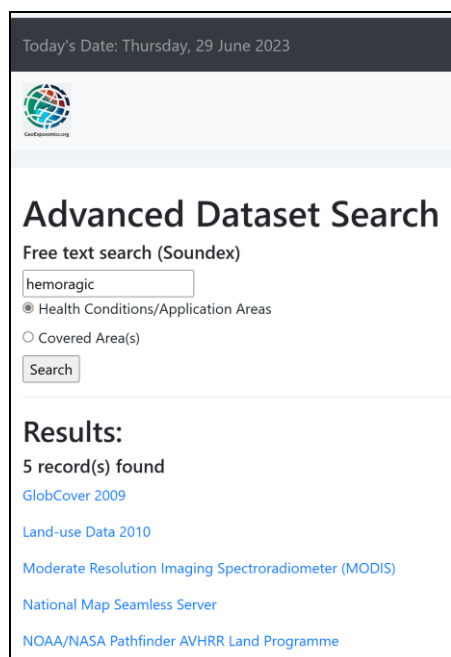 Today's Date: Thursday, 29 June 2023
GeoExposomics.org
Advanced Dataset Search
Free text search (Soundex)
hemoragic
Health Conditions/Application Areas
Covered Area(s)
Search
Results:
5 record(s) found
GlobCover 2009
Land-use Data 2010
Moderate Resolution Imaging Spectroradiometer (MODIS)
National Map Seamless Server
NOAA/NASA Pathfinder AVHRR Land Programme